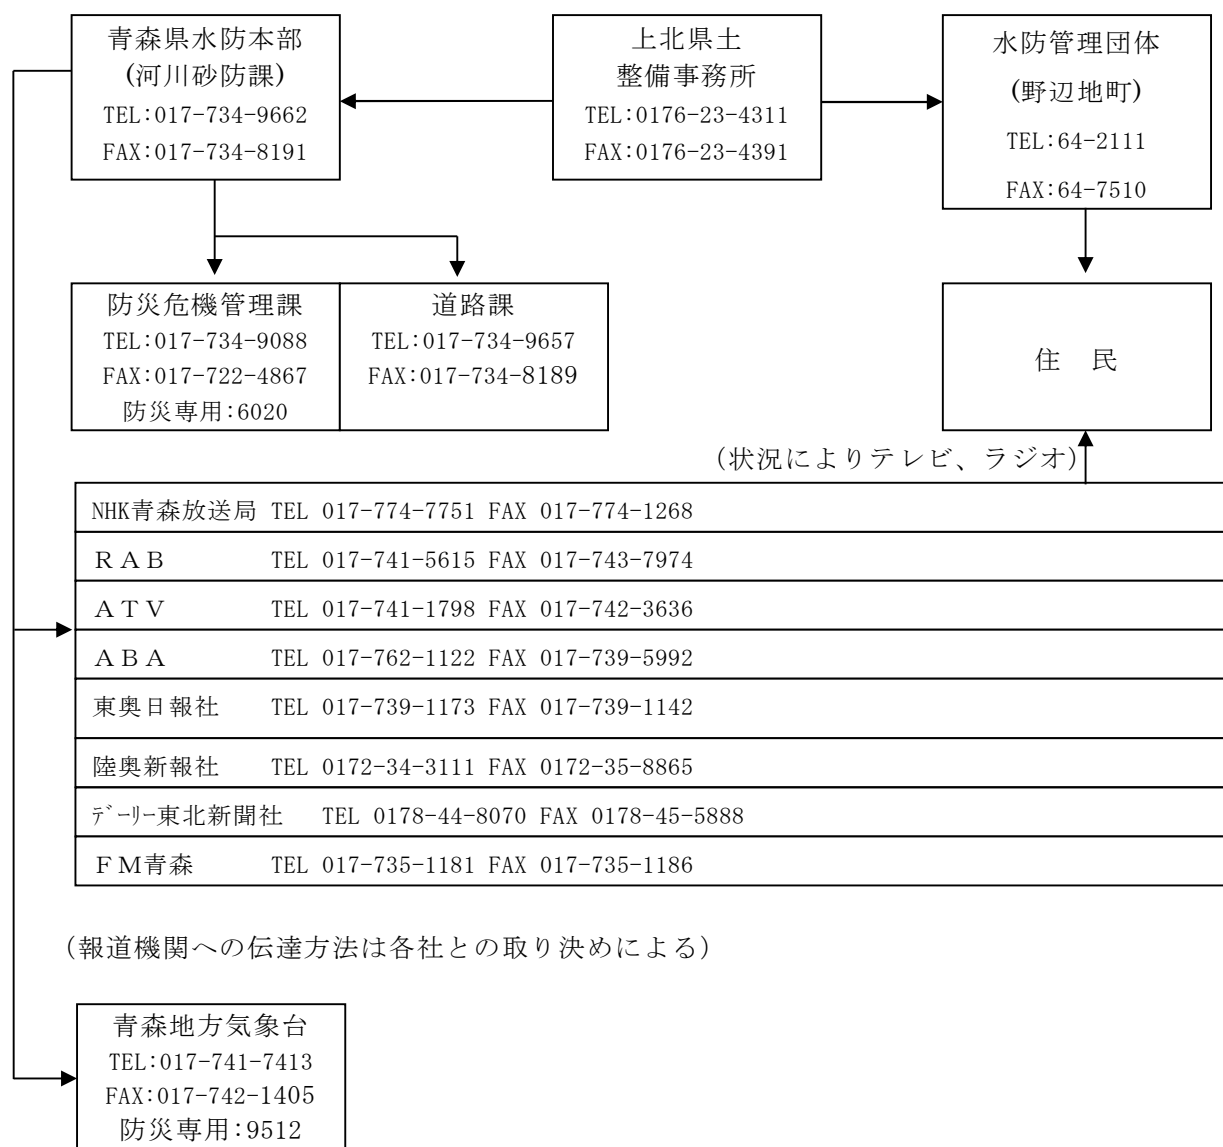 青森県水防本部
(河川砂防課)
TEL:017-734-9662
FAX:017-734-8191
上北県土
整備事務所
TEL:0176-23-4311
FAX:0176-23-4391
水防管理団体
(野辺地町)
TEL:64-2111
FAX:64-7510
防災危機管理課
TEL:017-734-9088
FAX:017-722-4867
防災専用:6020
道路課
TEL:017-734-9657
FAX:017-734-8189
住 民
(状況によりテレビ、ラジオ)
NHK青森放送局 TEL 017-774-7751 FAX 017-774-1268
RAB TEL 017-741-5615 FAX 017-743-7974
ATV TEL 017-741-1798 FAX 017-742-3636
ABA TEL 017-762-1122 FAX 017-739-5992
東奥日報社 TEL 017-739-1173 FAX 017-739-1142
陸奥新報社 TEL 0172-34-3111 FAX 0172-35-8865
デーリー東北新聞社 TEL 0178-44-8070 FAX 0178-45-5888
FM青森 TEL 017-735-1181 FAX 017-735-1186
(報道機関への伝達方法は各社との取り決めによる)
青森地方気象台
TEL:017-741-7413
FAX:017-742-1405
防災専用:9512